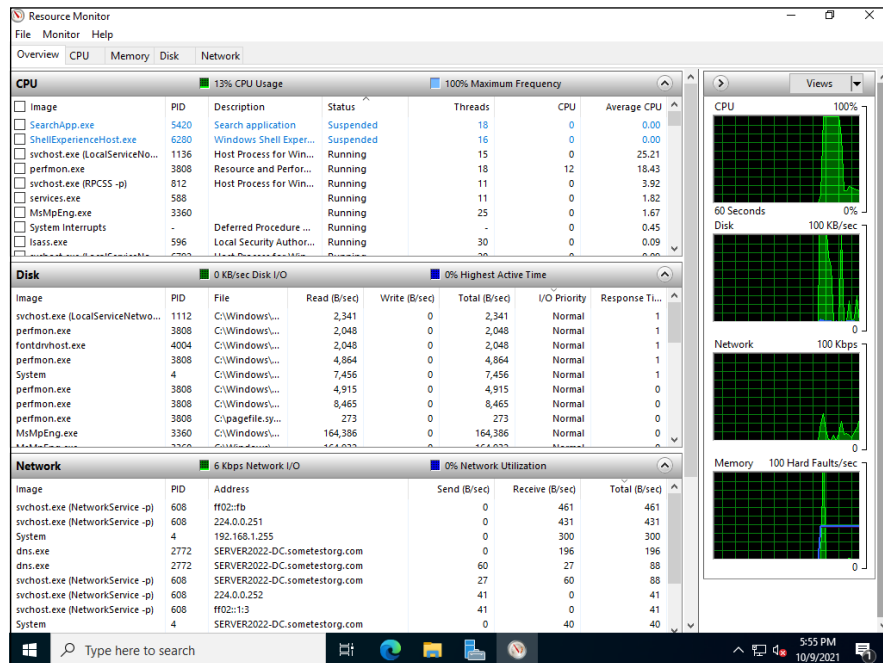 Resource Monitor
File Monitor Help
Overview CPU Memory Disk Network
CPU 13% CPU Usage 100% Maximum Frequency
Image PID Description Status Threads CPU Average CPU
SearchApp.exe 5420 Search application Suspended 18 0 0.00
ShellExperienceHost.exe 6280 Windows Shell Exper... Suspended 16 0 0.00
svchost.exe (LocalServiceNo... 1136 Host Process for Win... Running 15 0 25.21
perfmon.exe 3808 Resource and Perfor... Running 18 12 18.43
svchost.exe (RPCSS -p) 812 Host Process for Win... Running 11 0 3.92
services.exe 588 Running 11 0 1.82
MsMpEng.exe 3360 Running 25 0 1.67
System Interrupts - Deferred Procedure ... Running - 0 0.45
lsass.exe 596 Local Security Author... Running 30 0 0.09
Disk 0 KB/sec Disk I/O 0% Highest Active Time
Image PID File Read (B/sec) Write (B/sec) Total (B/sec) I/O Priority Response Ti...
svchost.exe (LocalServiceNetwo... 1112 C:\Windows\... 2,341 0 2,341 Normal 1
perfmon.exe 3808 C:\Windows\... 2,048 0 2,048 Normal 1
fontdrvhost.exe 4004 C:\Windows\... 2,048 0 2,048 Normal 1
perfmon.exe 3808 C:\Windows\... 4,864 0 4,864 Normal 1
System 4 C:\Windows\... 7,456 0 7,456 Normal 1
perfmon.exe 3808 C:\Windows\... 4,915 0 4,915 Normal 0
perfmon.exe 3808 C:\Windows\... 8,465 0 8,465 Normal 0
perfmon.exe 3808 C:\pagefile.sy... 273 0 273 Normal 0
MsMpEng.exe 3360 C:\Windows\... 164,386 0 164,386 Normal 0
Network 6 Kbps Network I/O 0% Network Utilization
Image PID Address Send (B/sec) Receive (B/sec) Total (B/sec)
svchost.exe (NetworkService -p) 608 ff02::fb 0 461 461
svchost.exe (NetworkService -p) 608 224.0.0.251 0 431 431
System 4 192.168.1.255 0 300 300
dns.exe 2772 SERVER2022-DC.sometestorg.com 0 196 196
dns.exe 2772 SERVER2022-DC.sometestorg.com 60 27 88
svchost.exe (NetworkService -p) 608 SERVER2022-DC.sometestorg.com 27 60 88
svchost.exe (NetworkService -p) 608 224.0.0.252 41 0 41
svchost.exe (NetworkService -p) 608 ff02::1:3 41 0 41
System 4 SERVER2022-DC.sometestorg.com 0 40 40
Views
CPU 100%
60 Seconds 0%
Disk 100 KB/sec
0
Network 100 Kbps
0
Memory 100 Hard Faults/sec
0
Type here to search
5:55 PM
10/9/2021
1